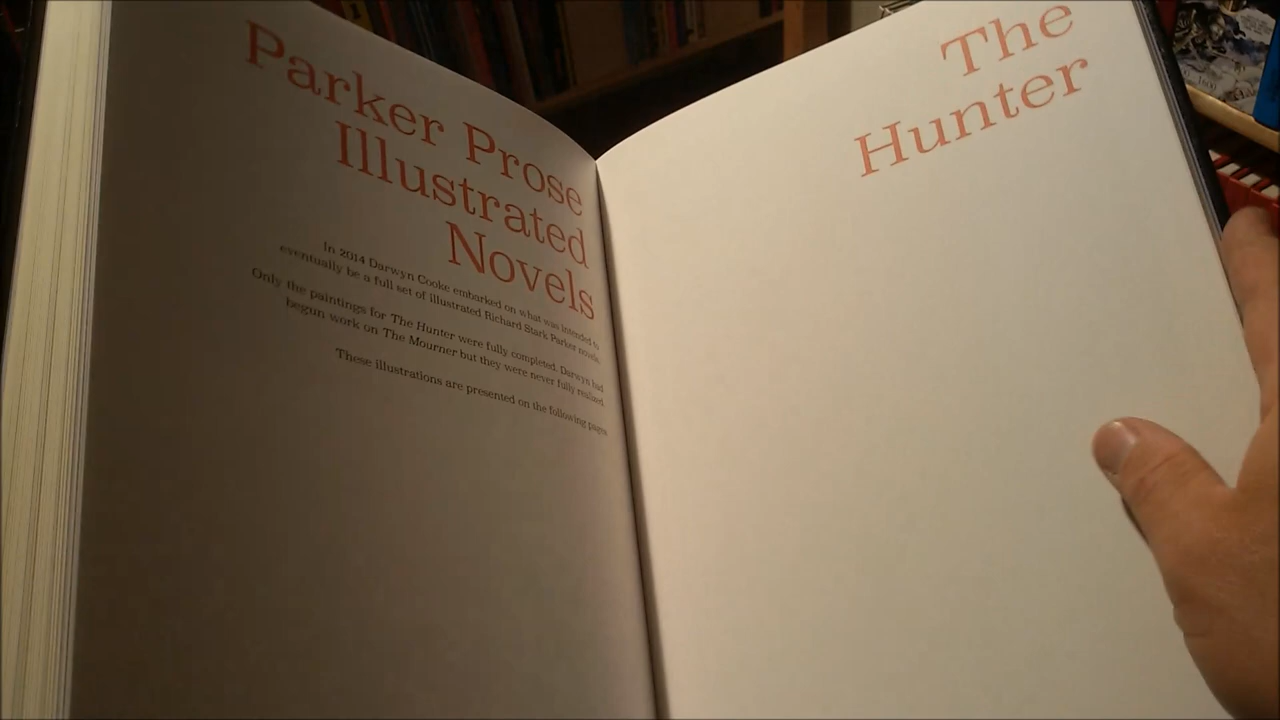 Parker Prose
Illustrated
Novels
In 2014 Darwyn Cooke embarked on what was intended to
eventually be a full set of illustrated Richard Stark Parker novels.
Only the paintings for The Hunter were fully completed. Darwyn had
begun work on The Mourner but they were never fully realized.
These illustrations are presented on the following pages
The
Hunter